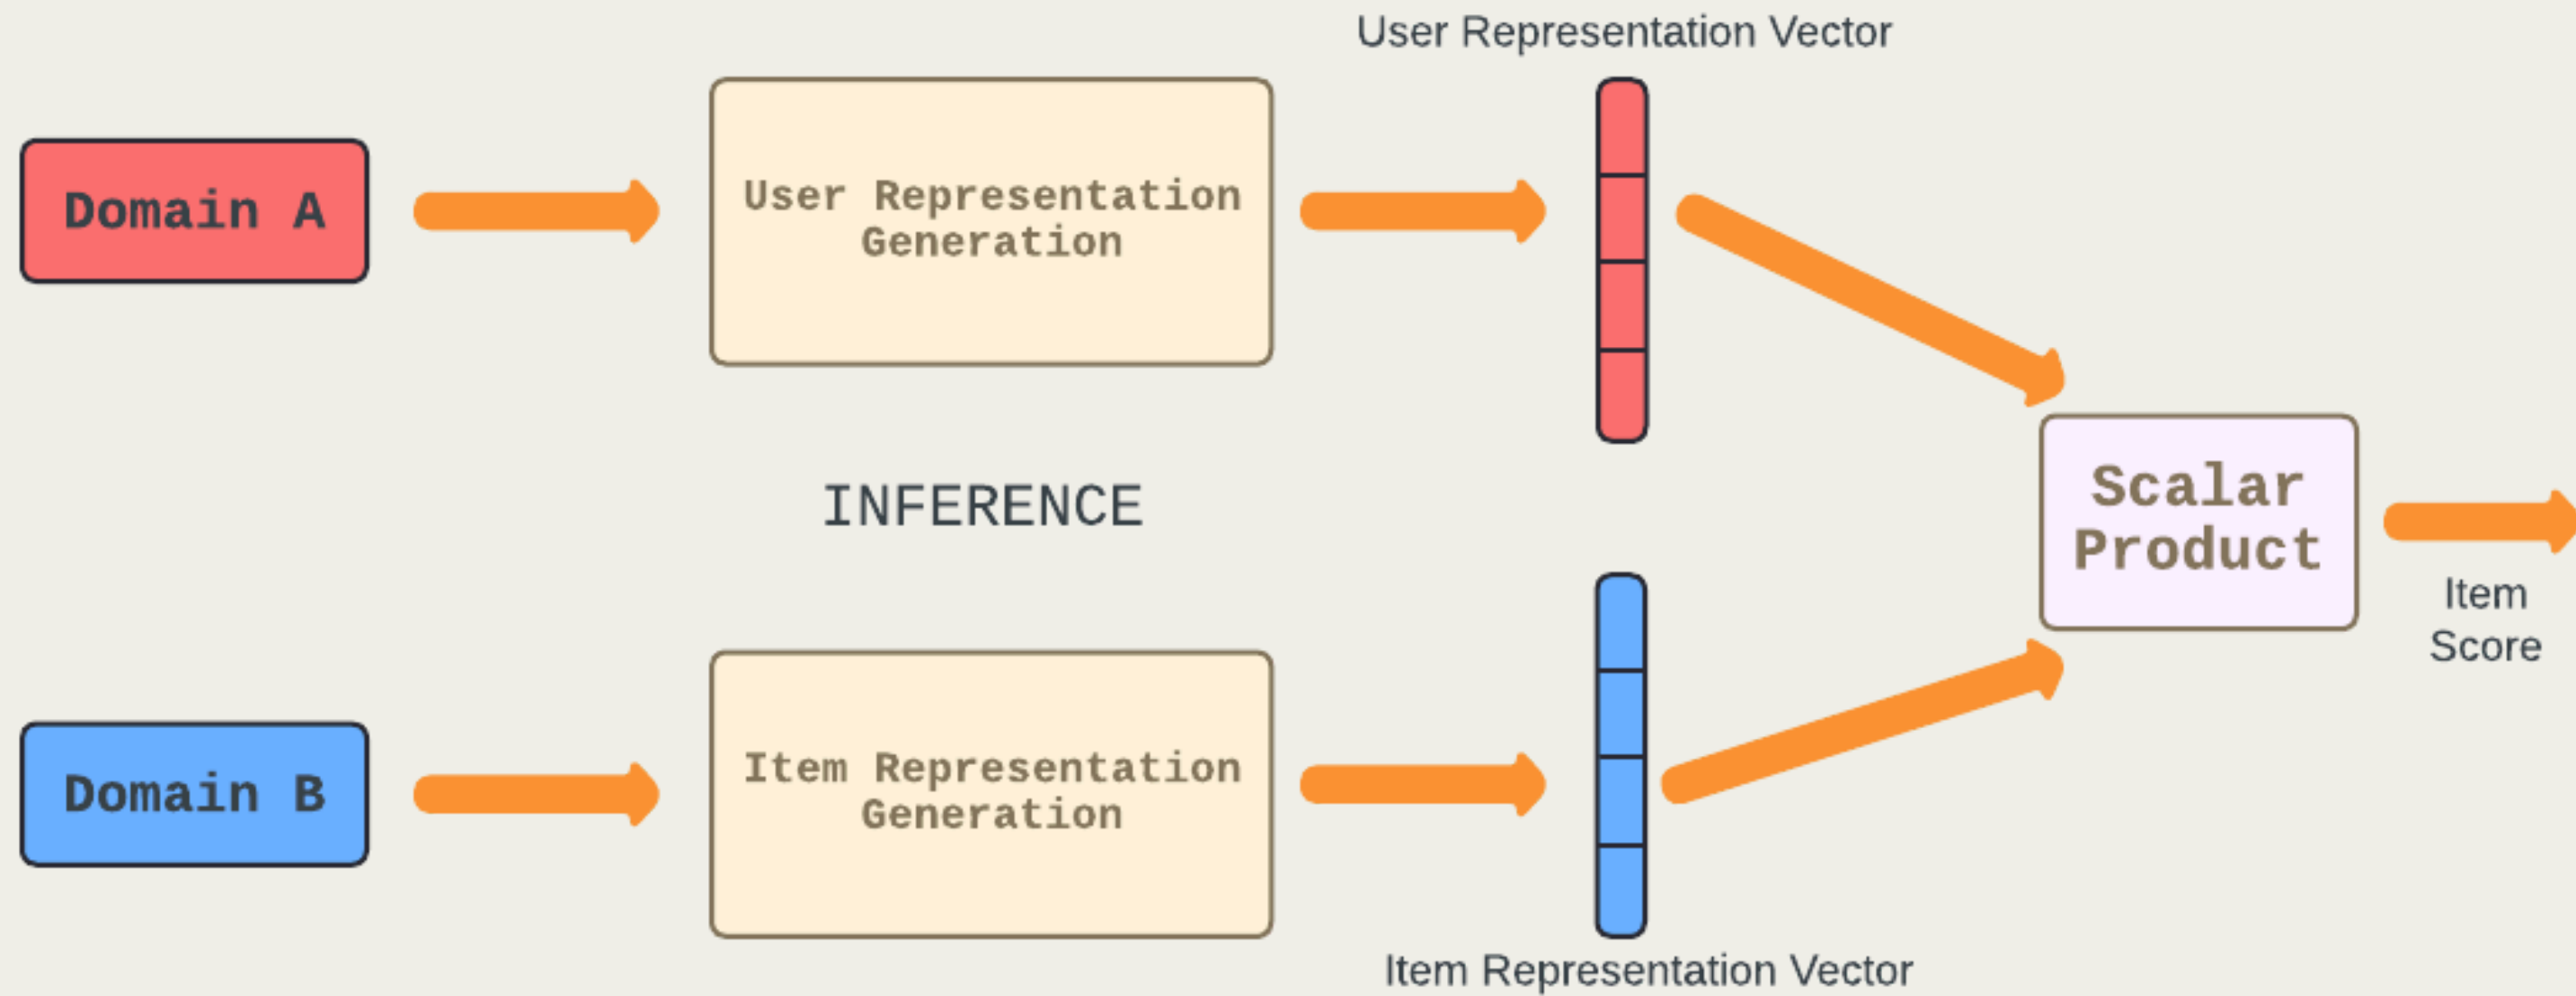 User Representation Vector
Domain A
User Representation
Generation
INFERENCE
Scalar
Product
Item
Score
Domain B
Item Representation
Generation
Item Representation Vector